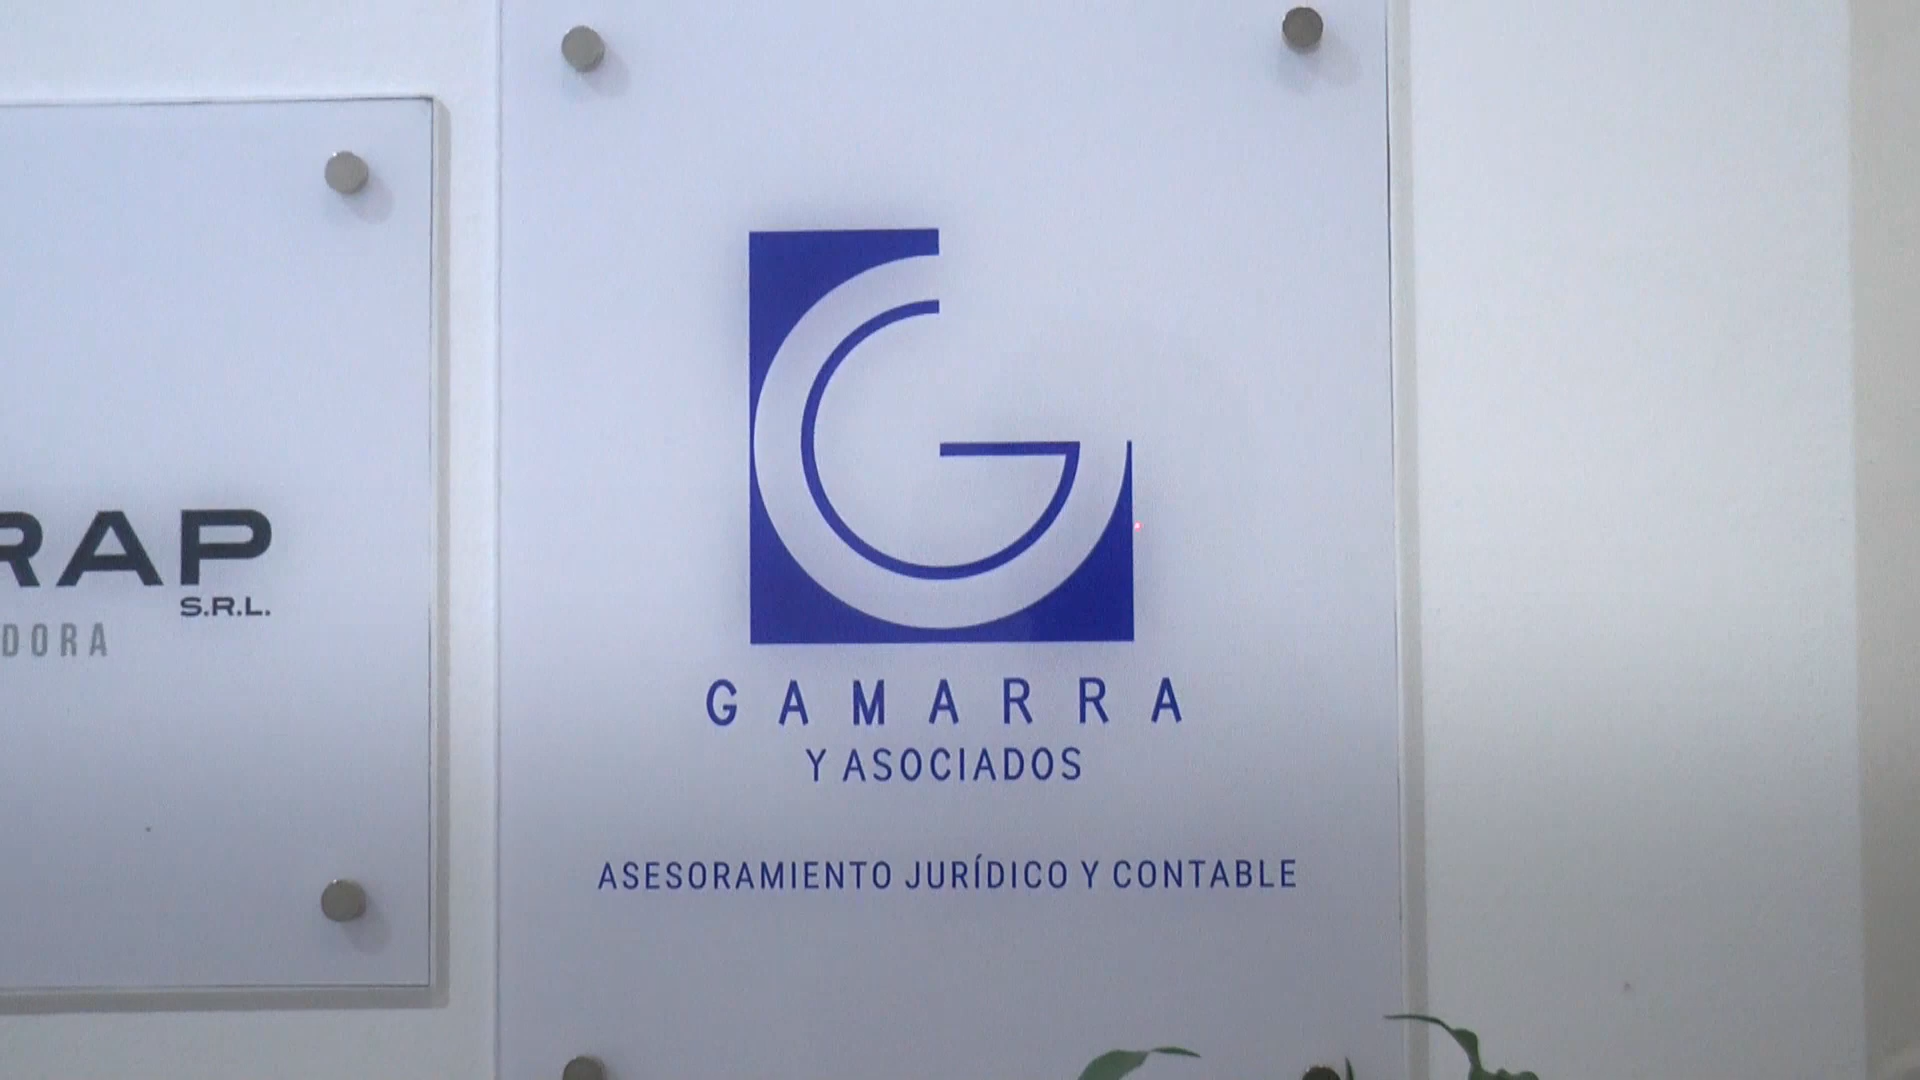 RAP
S.R.L.
DORA
GAMARRA
Y ASOCIADOS
ASESORAMIENTO JURÍDICO Y CONTABLE